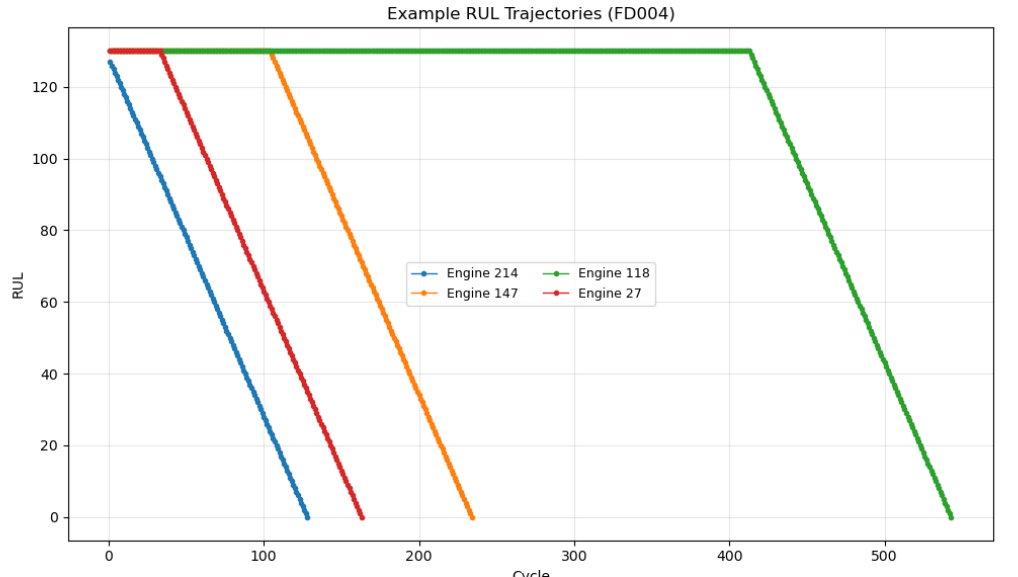 Example RUL Trajectories (FD004)
RUL
120
100
80
60
40
20
0
Engine 214
Engine 118
Engine 147
Engine 27
0 100 200 300 400 500
Cycle